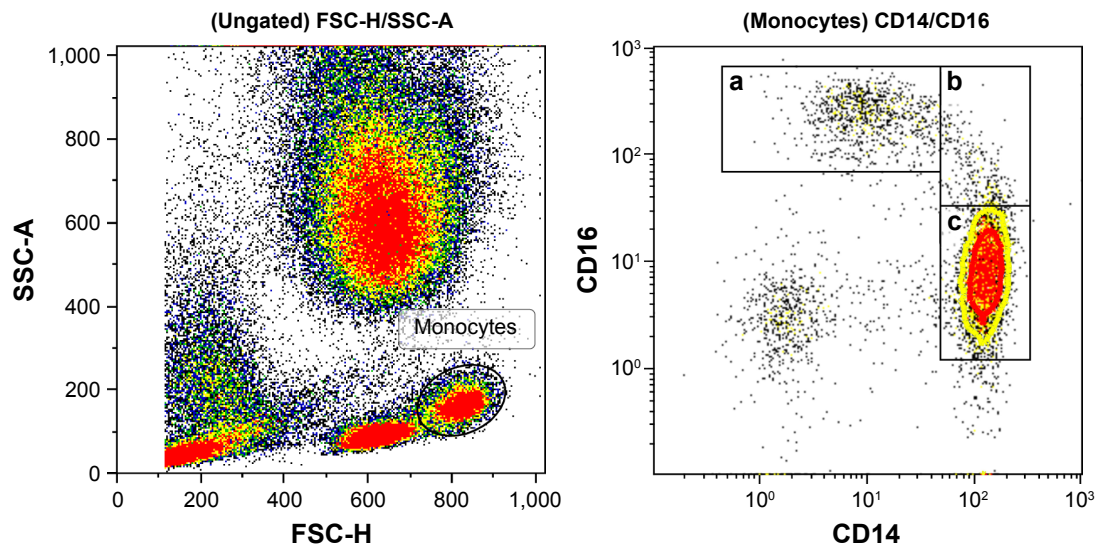 (Ungated) FSC-H/SSC-A
1,000
800
600
400
200
0
SSC-A
Monocytes
0
200
400
600
800
1,000
FSC-H
(Monocytes) CD14/CD16
10³
10²
10¹
10⁰
CD16
a
b
c
10⁰
10¹
10²
10³
CD14